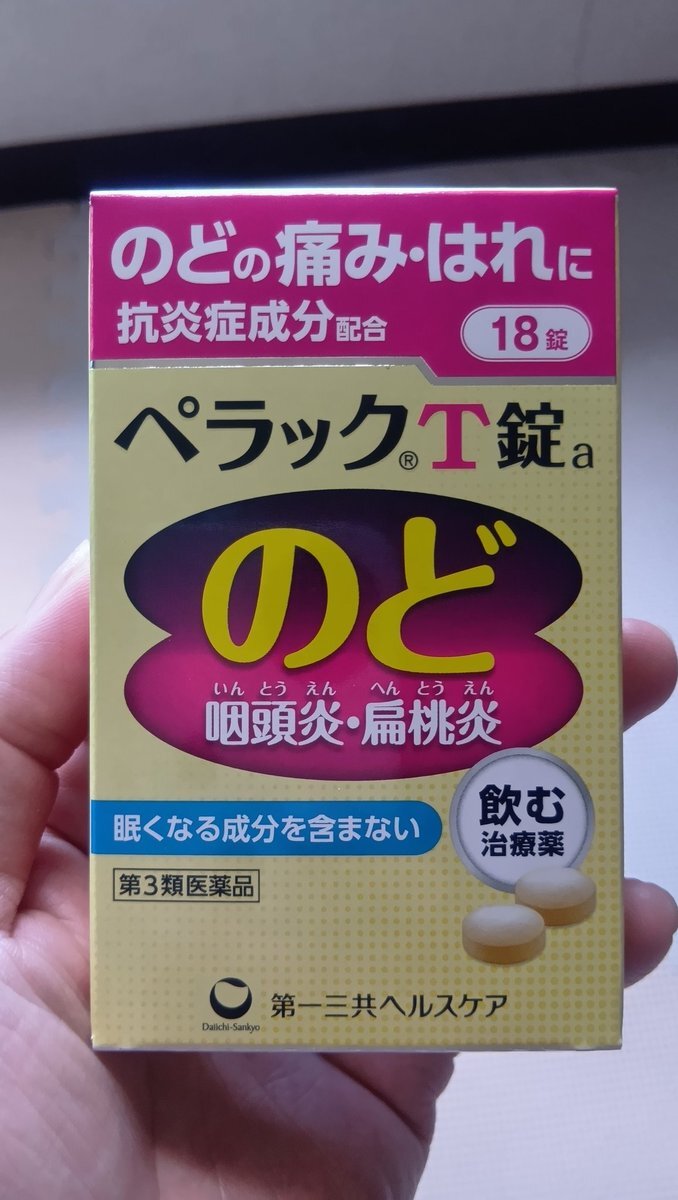 のどの痛み・はれに
抗炎症成分配合
18錠
ペラック®T錠a
のど
いんとうえん へんとうえん
咽頭炎・扁桃炎
飲む
治療薬
眠くなる成分を含まない
第3類医薬品
Daiichi-Sankyo
第一三共ヘルスケア